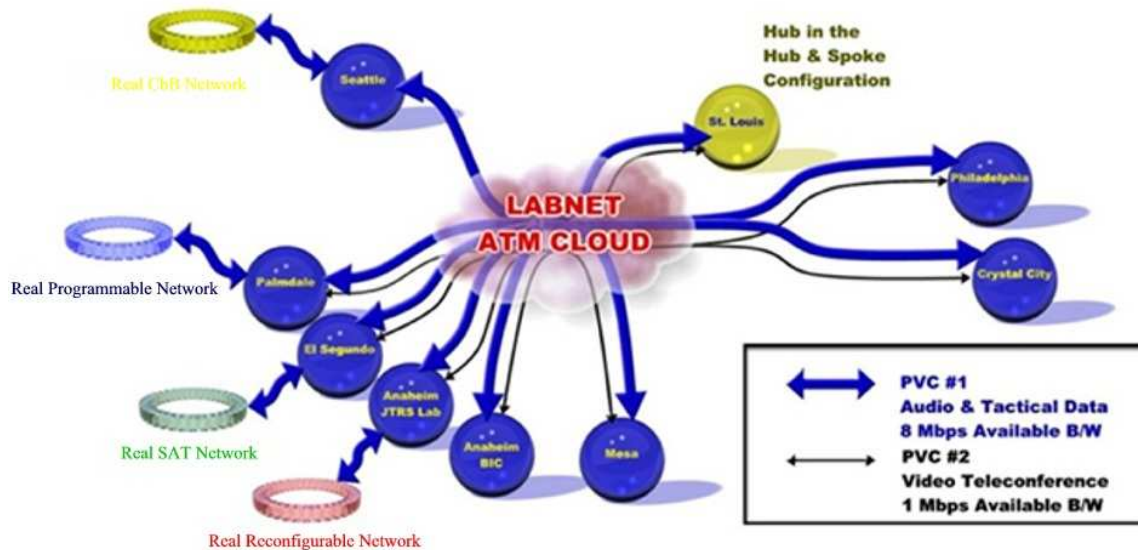 Hub in the
Hub & Spoke
Configuration
Real CbB Network
Seattle
St. Louis
Philadelphia
LABNET
ATM CLOUD
Real Programmable Network
Palmdale
Crystal City
El Segundo
Anaheim
JTRS Lab
Anaheim
BIC
Mesa
Real SAT Network
Real Reconfigurable Network
PVC #1
Audio & Tactical Data
8 Mbps Available B/W
PVC #2
Video Teleconference
1 Mbps Available B/W